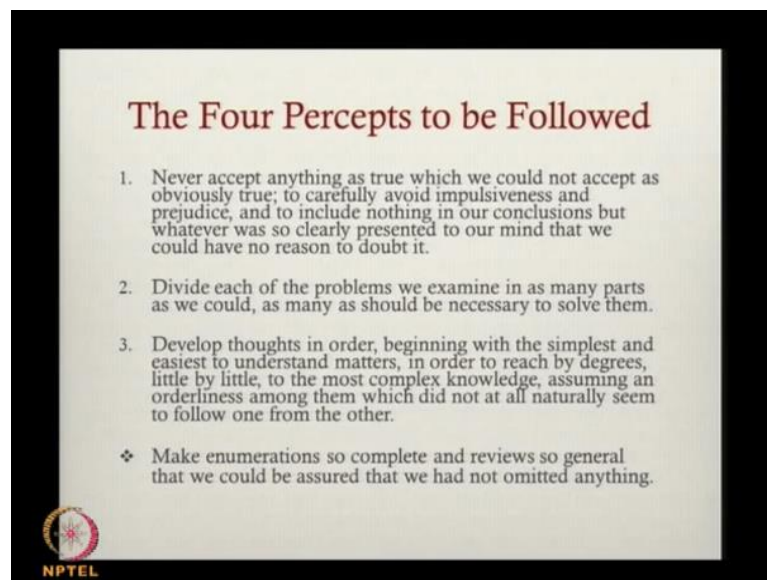 The Four Percepts to be Followed
1. Never accept anything as true which we could not accept as
obviously true; to carefully avoid impulsiveness and
prejudice, and to include nothing in our conclusions but
whatever was so clearly presented to our mind that we
could have no reason to doubt it.
2. Divide each of the problems we examine in as many parts
as we could, as many as should be necessary to solve them.
3. Develop thoughts in order, beginning with the simplest and
easiest to understand matters, in order to reach by degrees,
little by little, to the most complex knowledge, assuming an
orderliness among them which did not at all naturally seem
to follow one from the other.
❖ Make enumerations so complete and reviews so general
that we could be assured that we had not omitted anything.
NPTEL